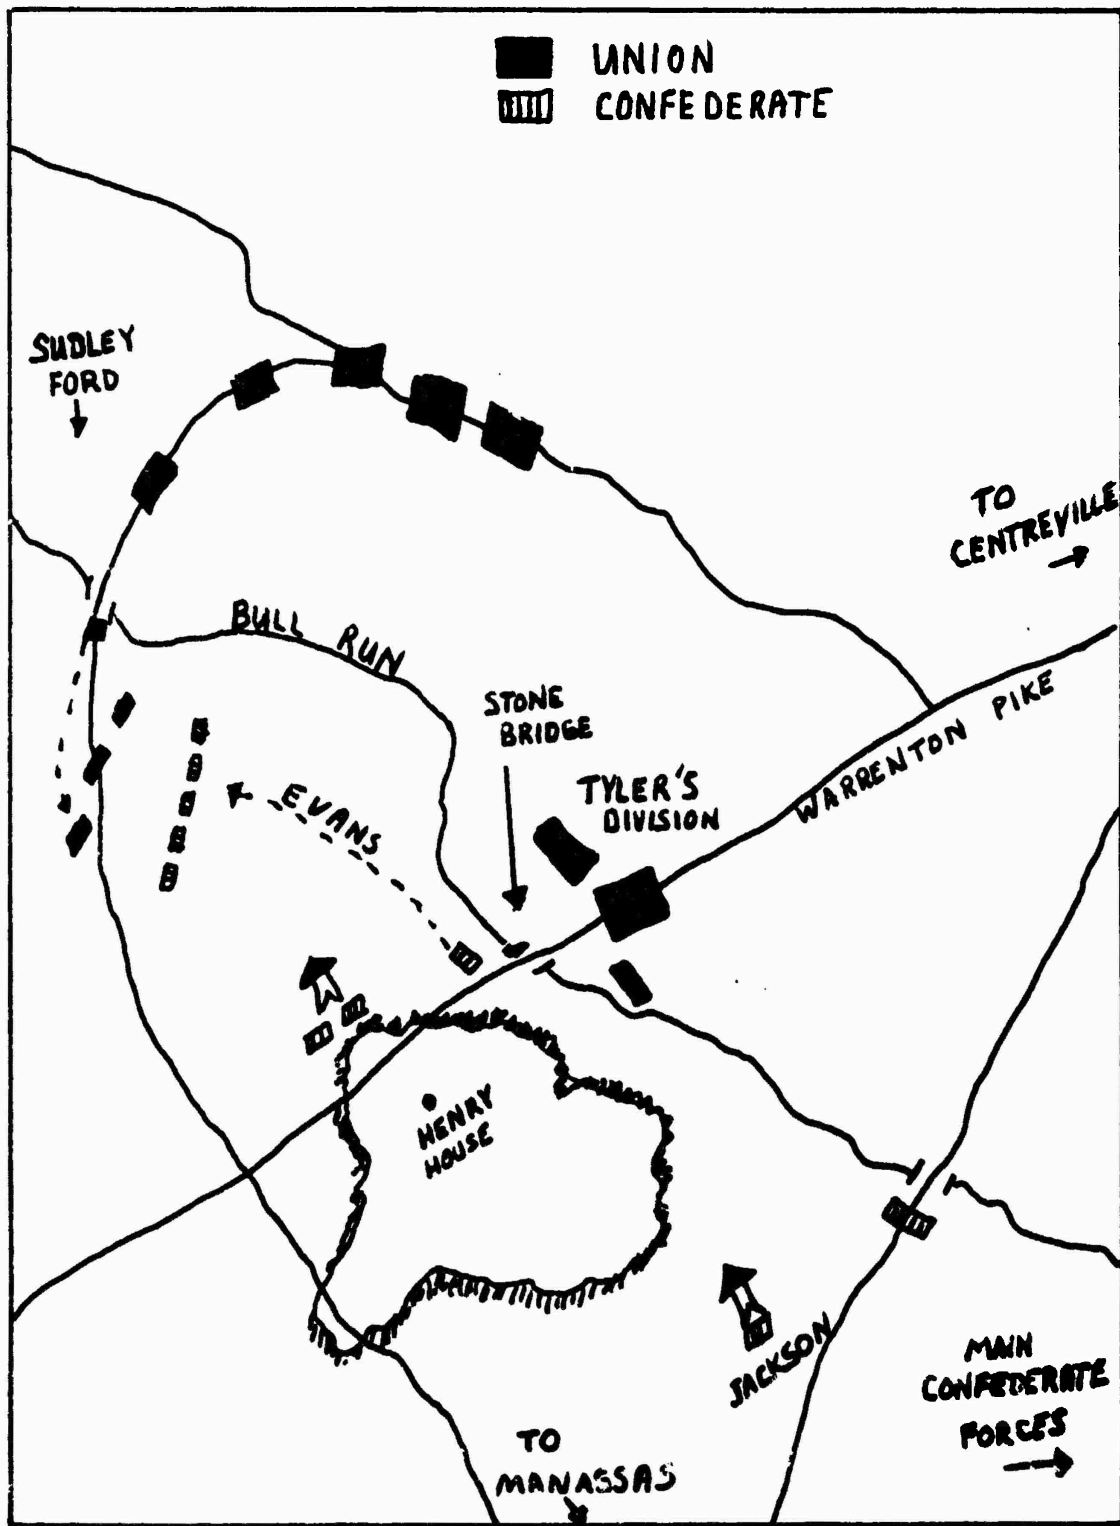 UNION
CONFEDERATE
SUDLEY
FORD
TO
CENTREVILLE
BULL RUN
STONE
BRIDGE
WARRENTON PIKE
TYLER'S
DIVISION
EVANS
HENRY
HOUSE
JACKSON
MAIN
CONFEDERATE
FORCES
TO
MANASSAS